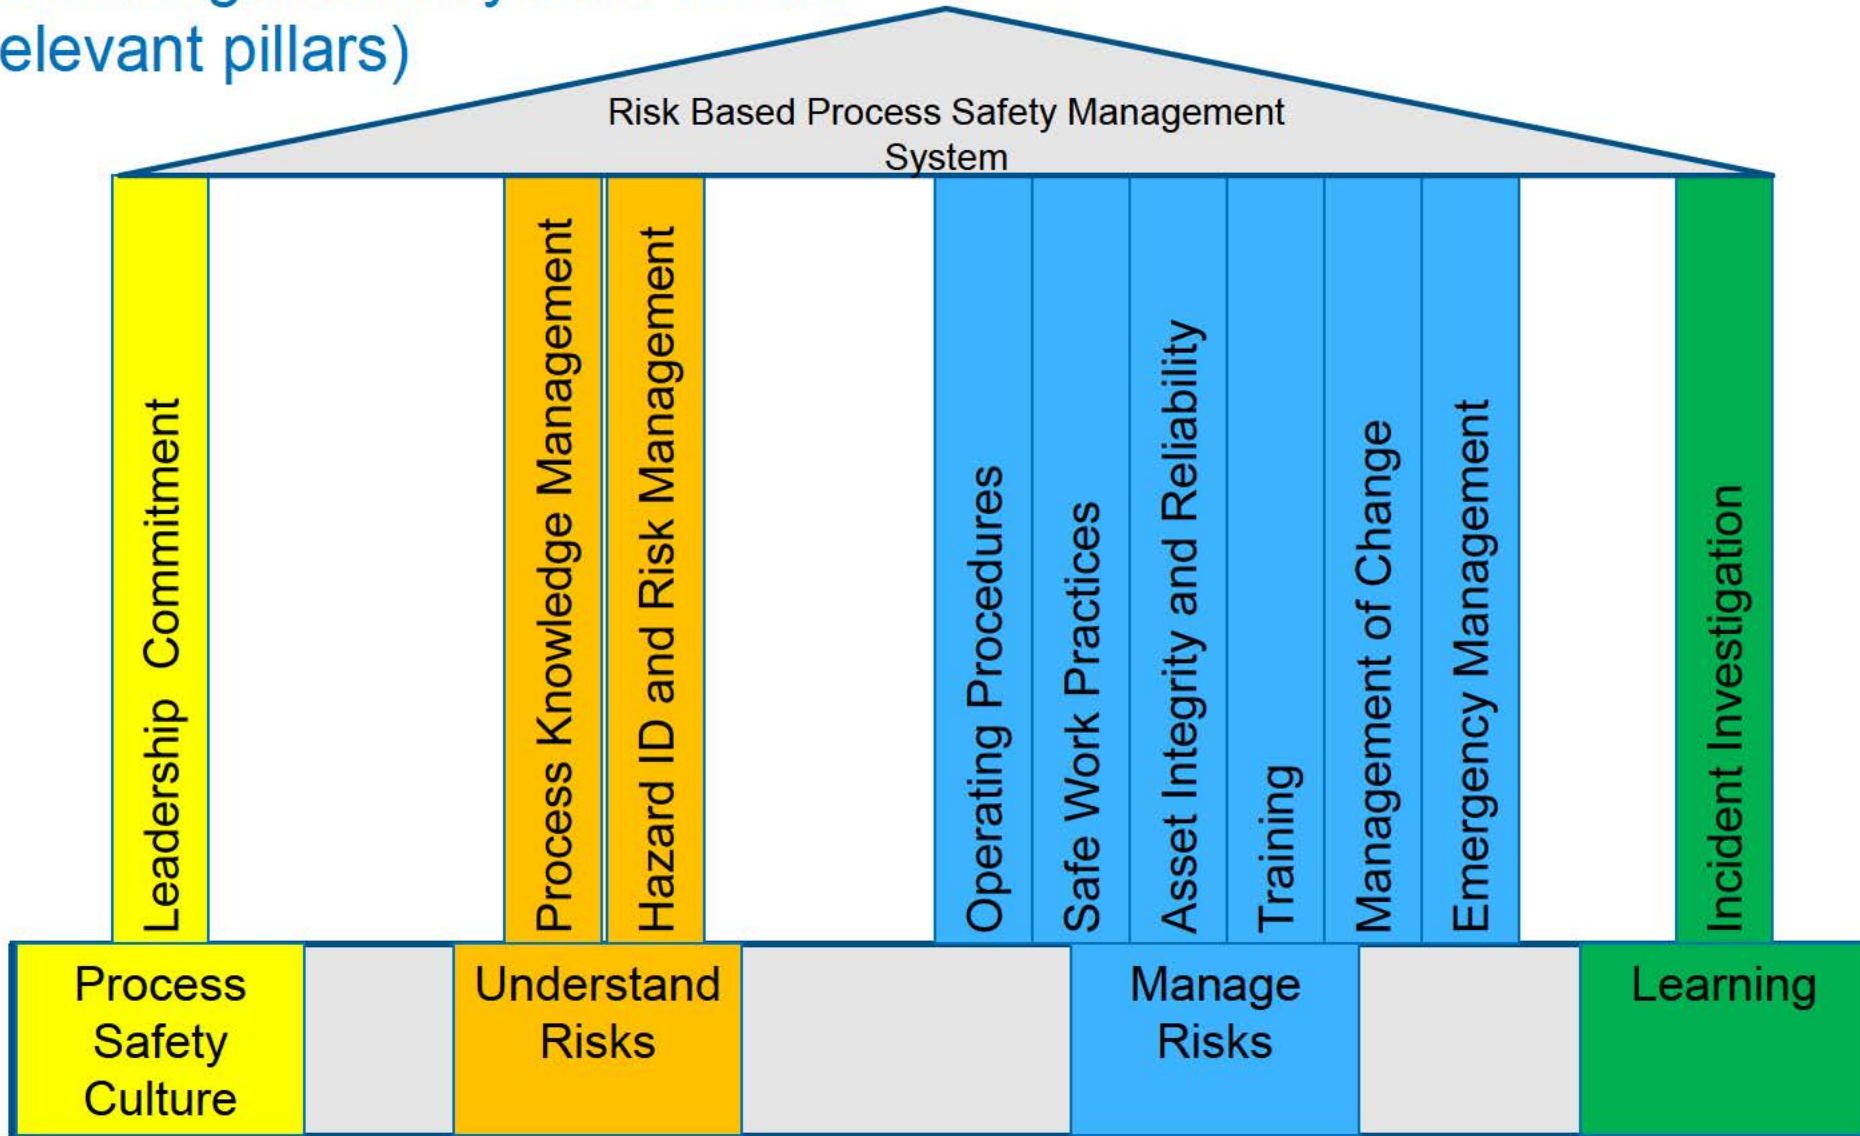 elevant pillars)
Risk Based Process Safety Management
System
Leadership Commitment
Process Knowledge Management
Hazard ID and Risk Management
Operating Procedures
Safe Work Practices
Asset Integrity and Reliability
Training
Management of Change
Emergency Management
Incident Investigation
Process
Safety
Culture
Understand
Risks
Manage
Risks
Learning